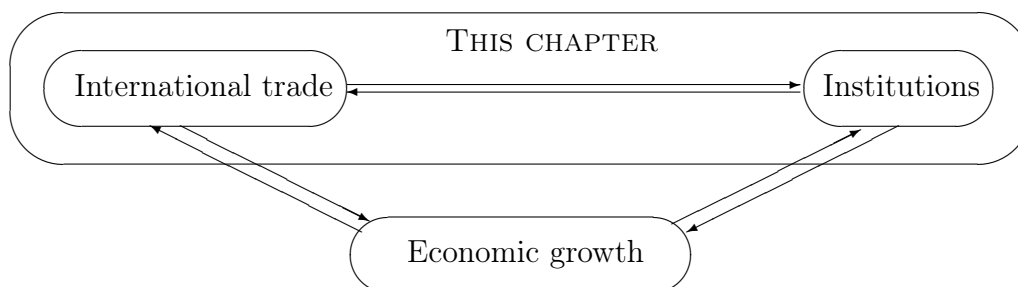 THIS CHAPTER
International trade
Institutions
Economic growth